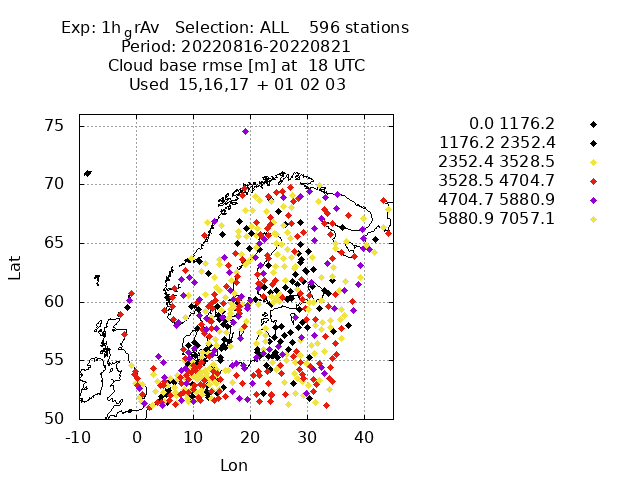 Exp: 1h_grAv   Selection: ALL    596 stations
Period: 20220816-20220821
Cloud base rmse [m] at  18 UTC
Used  15,16,17  + 01 02 03
0.0 1176.2
1176.2 2352.4
2352.4 3528.5
3528.5 4704.7
4704.7 5880.9
5880.9 7057.1
75
70
65
60
55
50
Lat
-10 0 10 20 30 40
Lon